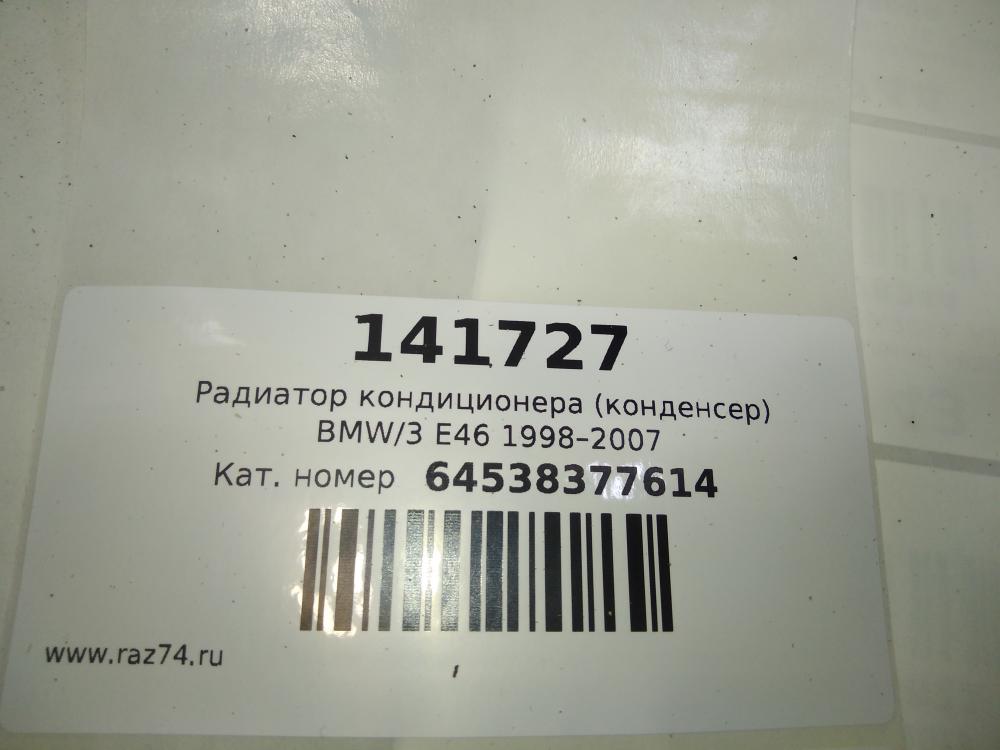 141727
Радиатор кондиционера (конденсер)
BMW/3 E46 1998–2007
Кат. номер 64538377614
www.raz74.ru